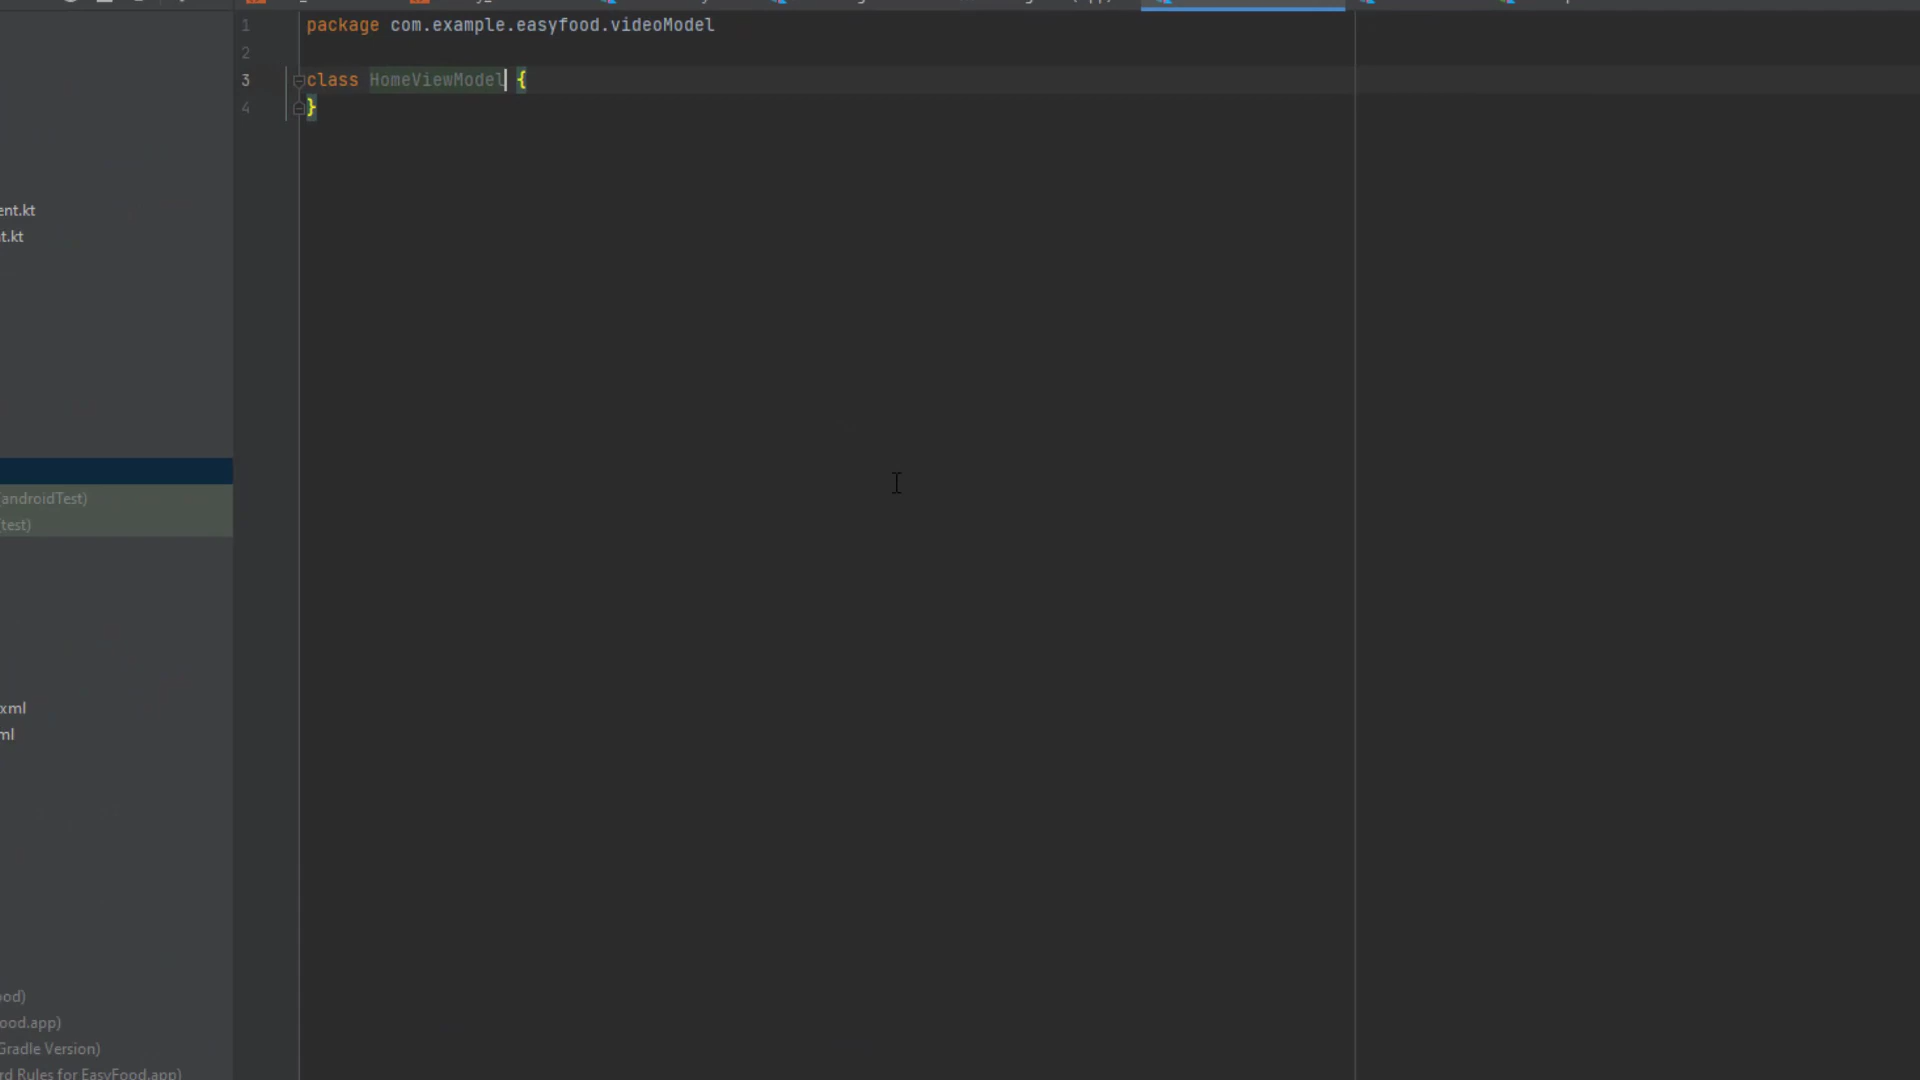 1 package com.example.easyfood.videoModel
2
3 class HomeViewModel {
4 }
ent.kt
t.kt
androidTest)
test)
xml
ml
ood)
ood.app)
Gradle Version)
rd Rules for EasyFood.app)